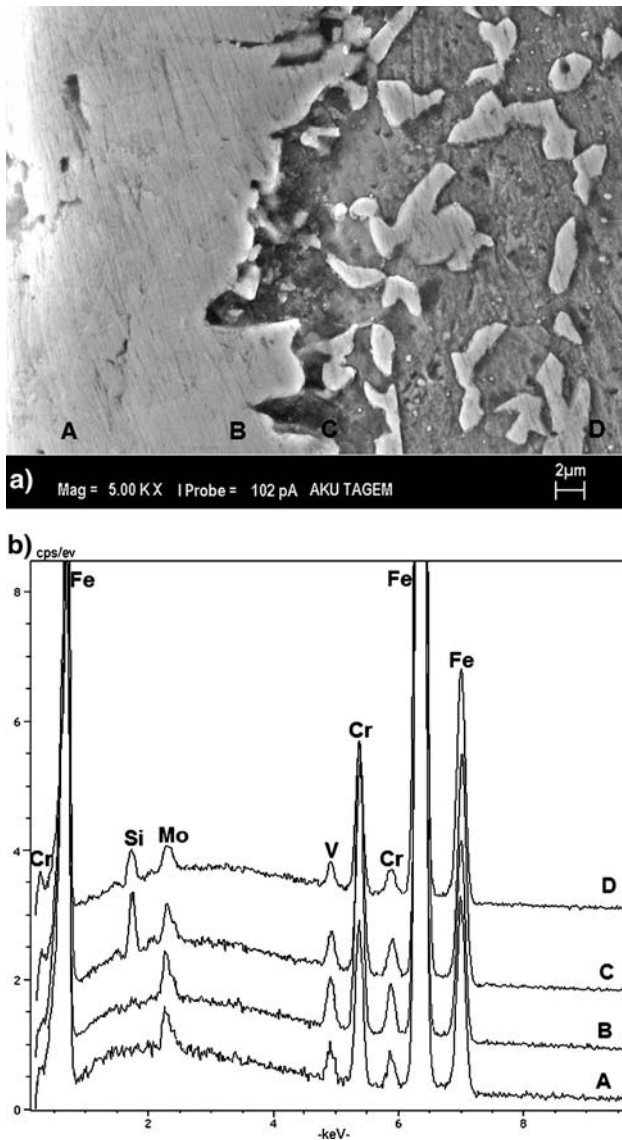 A B C D
a) Mag = 5.00 K X I Probe = 102 pA AKU TAGEM 2µm
b) cps/ev
8
6
4
2
0
Fe Fe
Fe
Cr
Si Mo V
Cr Cr
D
C
B
A
2 4 6 8
-keV-